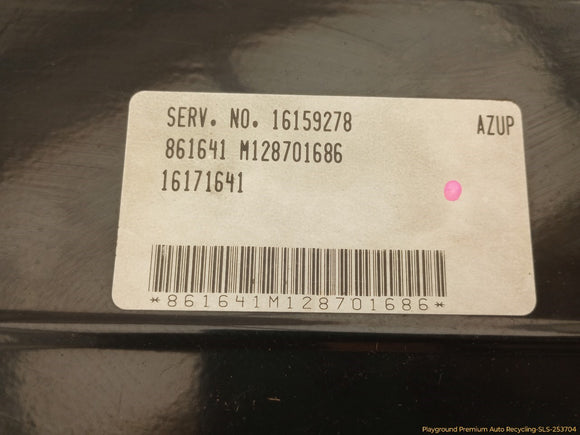 SERV. NO. 16159278
AZUP
861641 M128701686
16171641
*861641M128701686*
Playground Premium Auto Recycling-SLS-253704